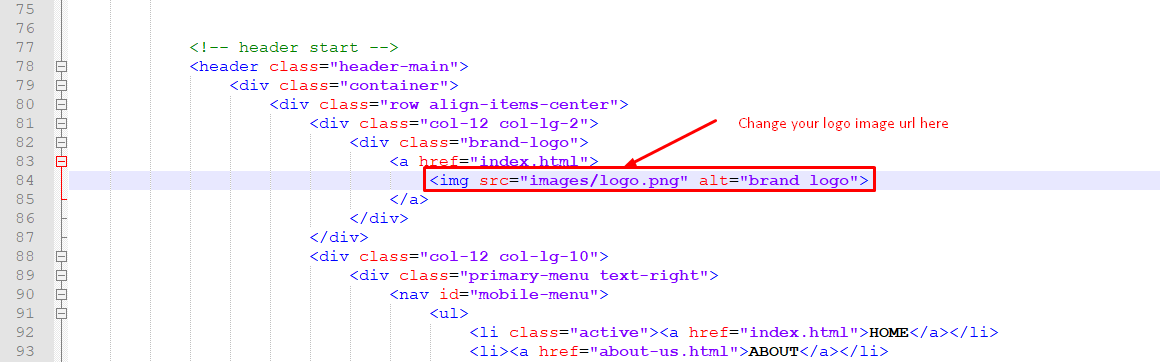 75
76
77 <!-- header start -->
78 <header class="header-main">
79 <div class="container">
80 <div class="row align-items-center">
81 <div class="col-12 col-lg-2">
Change your logo image url here
82 <div class="brand-logo">
83 <a href="index.html">
84 <img src="images/logo.png" alt="brand logo">
85 </a>
86 </div>
87 </div>
88 <div class="col-12 col-lg-10">
89 <div class="primary-menu text-right">
90 <nav id="mobile-menu">
91 <ul>
92 <li class="active"><a href="index.html">HOME</a></li>
93 <li><a href="about-us.html">ABOUT</a></li>